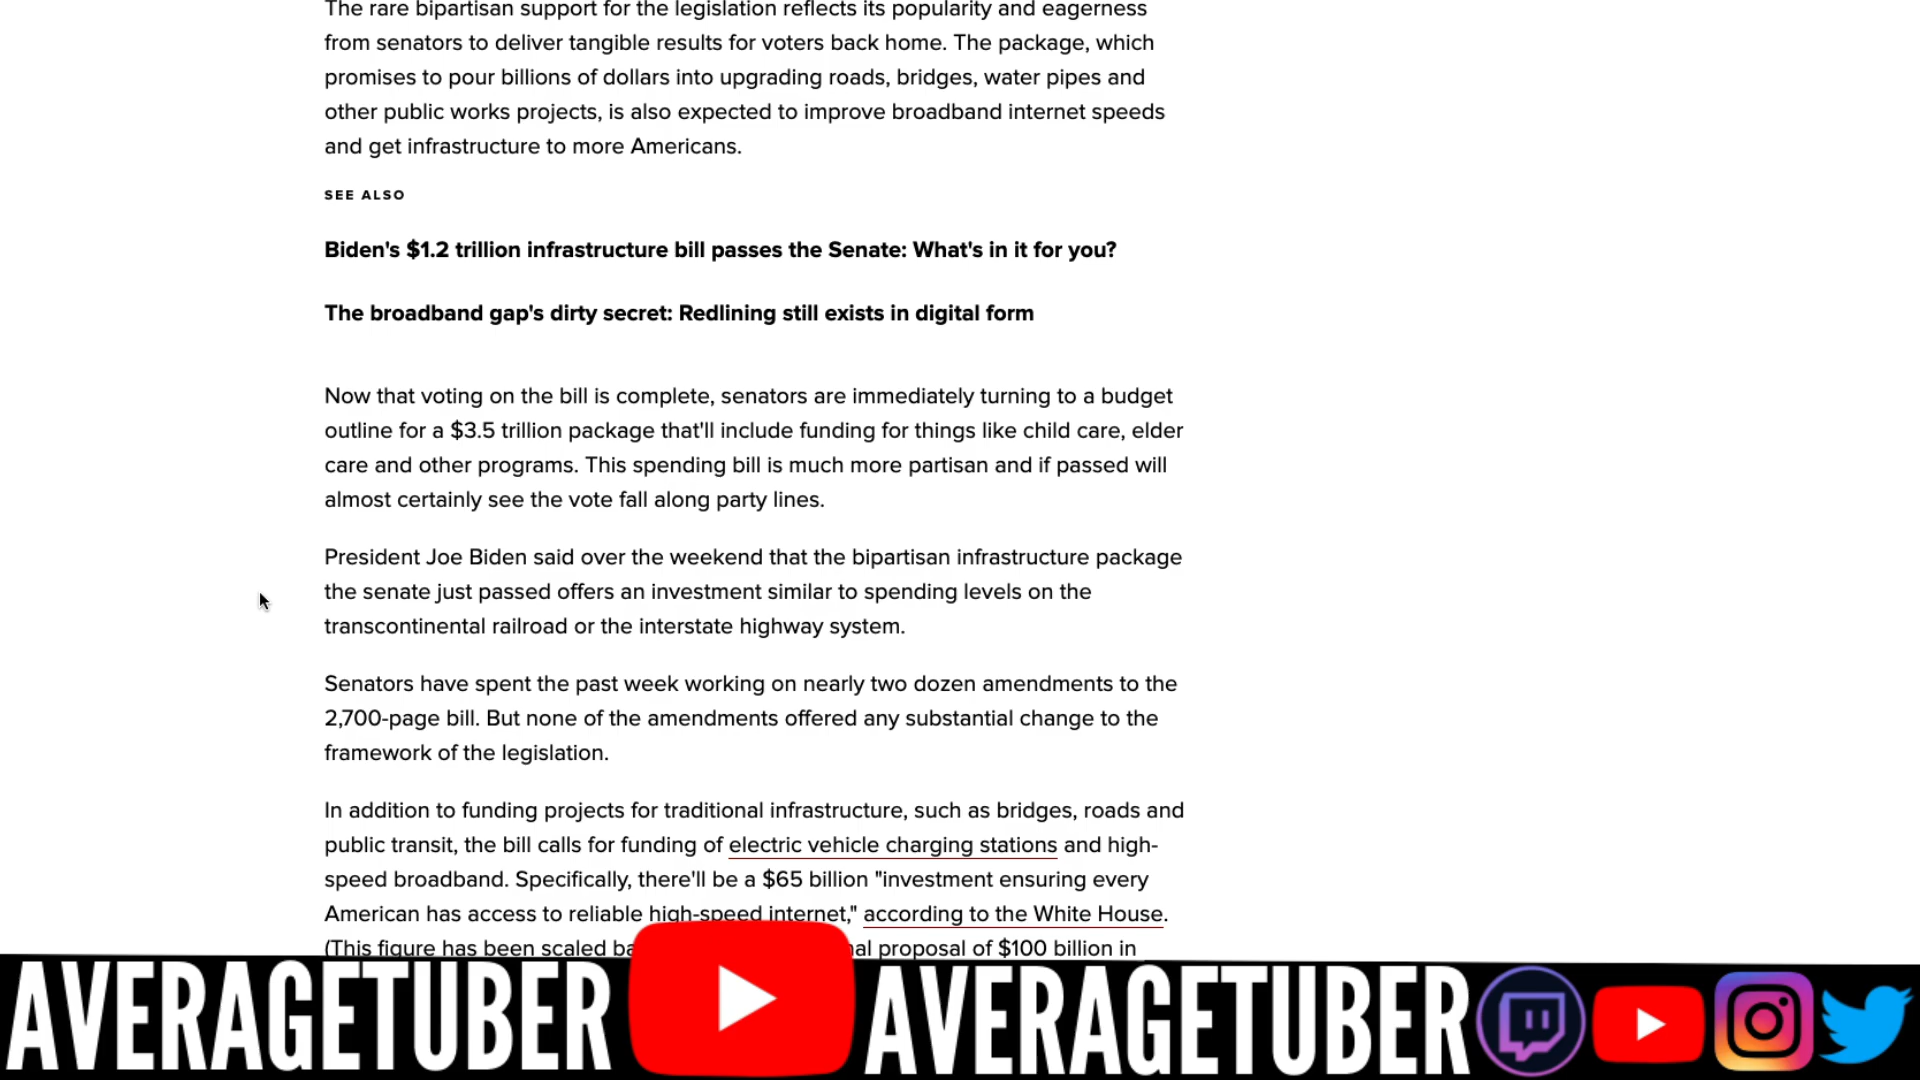 The rare bipartisan support for the legislation reflects its popularity and eagerness
from senators to deliver tangible results for voters back home. The package, which
promises to pour billions of dollars into upgrading roads, bridges, water pipes and
other public works projects, is also expected to improve broadband internet speeds
and get infrastructure to more Americans.
SEE ALSO
Biden's $1.2 trillion infrastructure bill passes the Senate: What's in it for you?
The broadband gap's dirty secret: Redlining still exists in digital form
Now that voting on the bill is complete, senators are immediately turning to a budget
outline for a $3.5 trillion package that'll include funding for things like child care, elder
care and other programs. This spending bill is much more partisan and if passed will
almost certainly see the vote fall along party lines.
President Joe Biden said over the weekend that the bipartisan infrastructure package
the senate just passed offers an investment similar to spending levels on the
transcontinental railroad or the interstate highway system.
Senators have spent the past week working on nearly two dozen amendments to the
2,700-page bill. But none of the amendments offered any substantial change to the
framework of the legislation.
In addition to funding projects for traditional infrastructure, such as bridges, roads and
public transit, the bill calls for funding of electric vehicle charging stations and high-
speed broadband. Specifically, there'll be a $65 billion "investment ensuring every
American has access to reliable high-speed internet," according to the White House.
(This figure has been scaled proposal of $100 billion in
AVERAGETUBER AVERAGETUBER